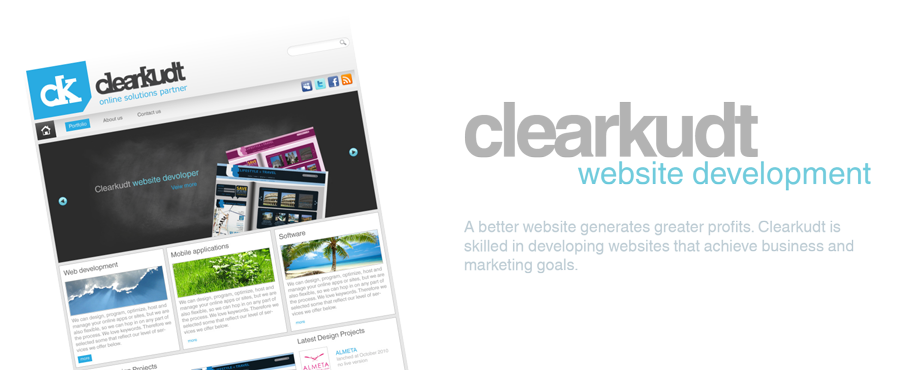 ck
clearkudt
online solutions partner
Portfolio
About us
Contact us
Clearkudt website devoloper
view more
Web development
Mobile applications
Software
We can design, program, optimize, host and
manage your online apps or sites, but we are
also flexible, so we can hop in on any part of
the process. We love keywords. Therefore we
selected some that reflect our level of ser-
vices we offer below.
more
We can design, program, optimize, host and
manage your online apps or sites, but we are
also flexible, so we can hop in on any part of
the process. We love keywords. Therefore we
selected some that reflect our level of ser-
vices we offer below.
more
We can design, program, optimize, host and
manage your online apps or sites, but we are
also flexible, so we can hop in on any part of
the process. We love keywords. Therefore we
selected some that reflect our level of ser-
vices we offer below.
more
Projects
Latest Design Projects
ALMETA
ALMETA
clearkudt
website development
A better website generates greater profits. Clearkudt is
skilled in developing websites that achieve business and
marketing goals.